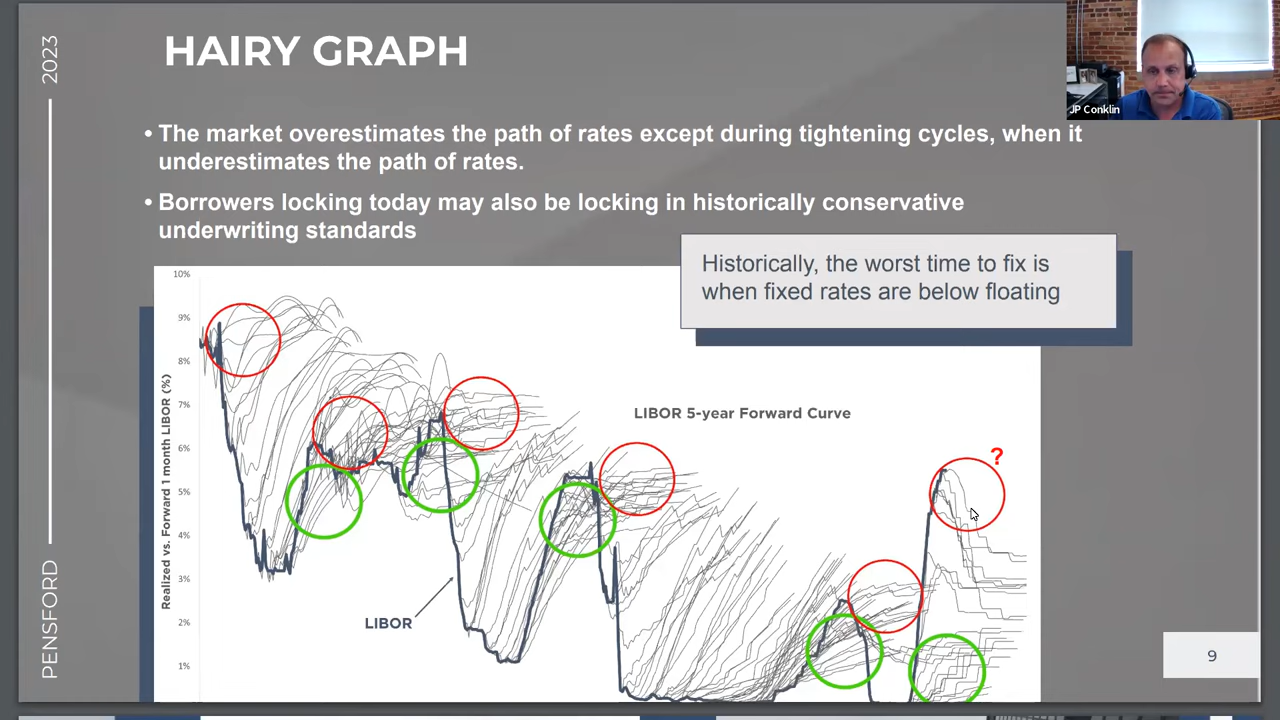 2023
PENSFORD
HAIRY GRAPH
JP Conklin
• The market overestimates the path of rates except during tightening cycles, when it
underestimates the path of rates.
• Borrowers locking today may also be locking in historically conservative
underwriting standards
Historically, the worst time to fix is
when fixed rates are below floating
Realized vs. Forward 1 month LIBOR (%)
10%
9%
8%
7%
6%
5%
4%
3%
2%
1%
LIBOR 5-year Forward Curve
?
LIBOR
9